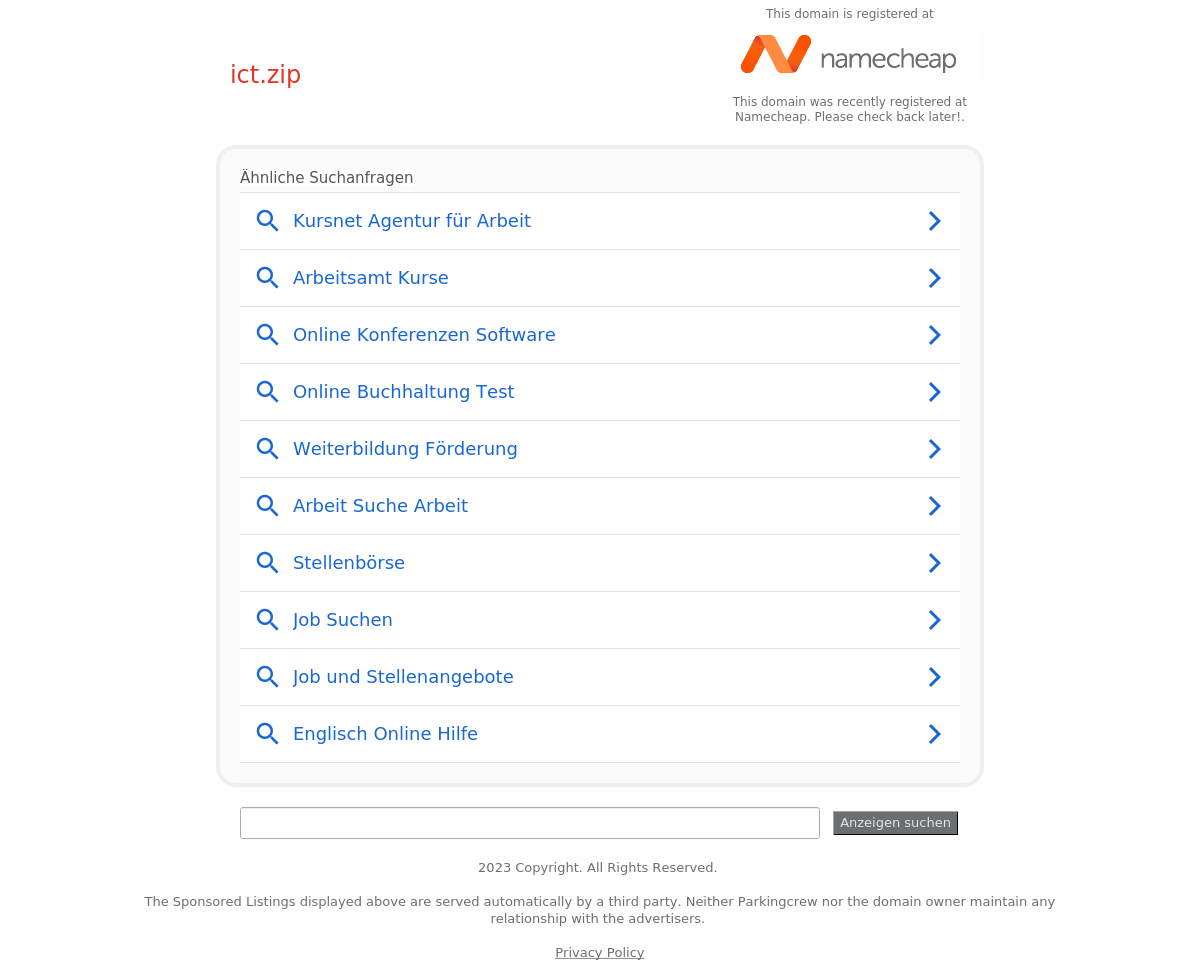 This domain is registered at
namecheap
ict.zip
This domain was recently registered at
Namecheap. Please check back later!.
Ähnliche Suchanfragen
Kursnet Agentur für Arbeit
Arbeitsamt Kurse
Online Konferenzen Software
Online Buchhaltung Test
Weiterbildung Förderung
Arbeit Suche Arbeit
Stellenbörse
Job Suchen
Job und Stellenangebote
Englisch Online Hilfe
Anzeigen suchen
2023 Copyright. All Rights Reserved.
The Sponsored Listings displayed above are served automatically by a third party. Neither Parkingcrew nor the domain owner maintain any
relationship with the advertisers.
Privacy Policy